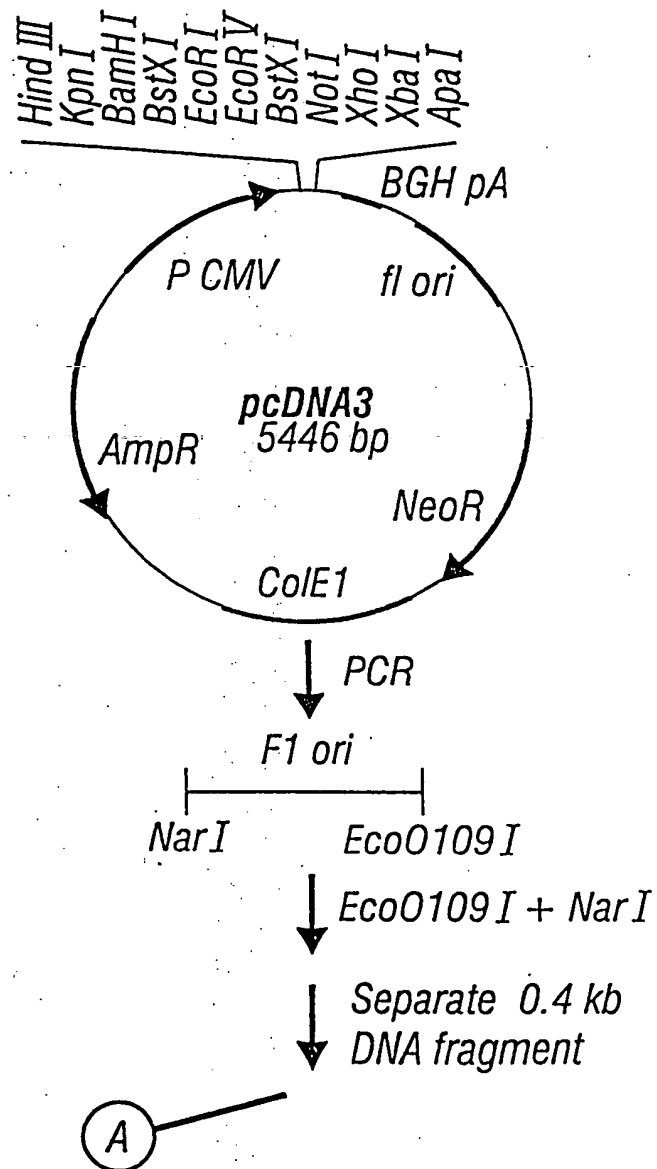 Hind III
Kpn I
BamH I
BstX I
EcoR I
EcoR V
BstX I
Not I
Xho I
Xba I
Apa I
BGH pA
P CMV
fl ori
pcDNA3
5446 bp
AmpR
NeoR
ColE1
PCR
F1 ori
Nar I
EcoO109 I
EcoO109 I + Nar I
Separate 0.4 kb
DNA fragment
A